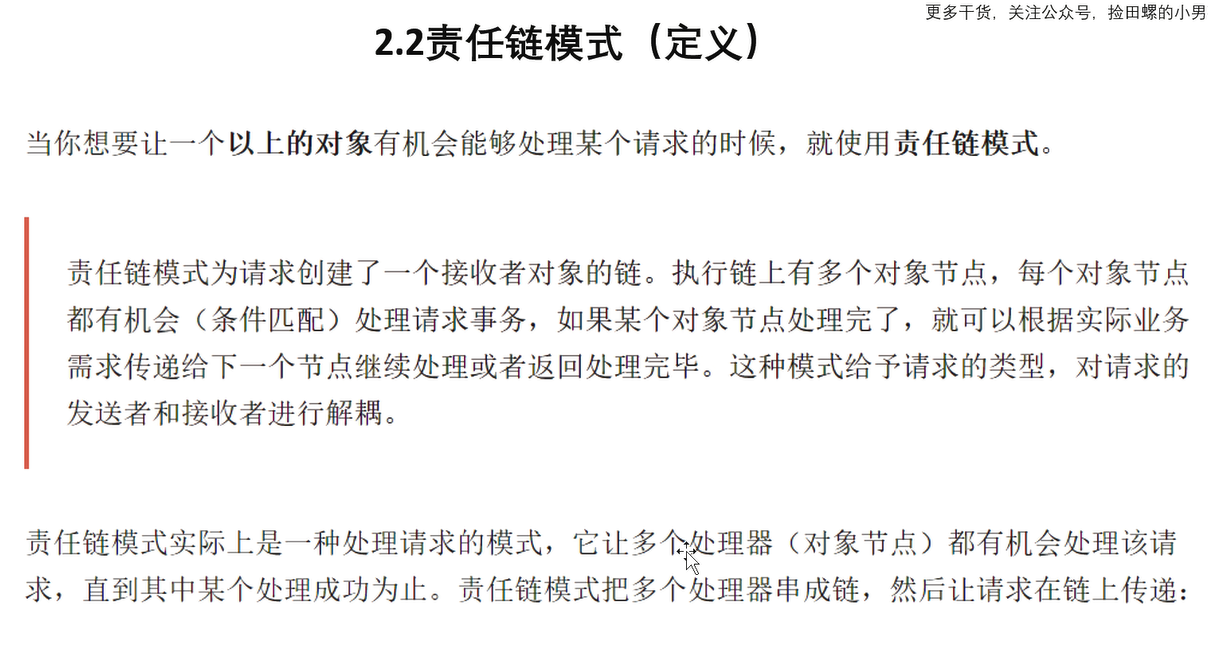 更多干货，关注公众号，捡田螺的小男
2.2责任链模式（定义）
当你想要让一个以上的对象有机会能够处理某个请求的时候，就使用责任链模式。
责任链模式为请求创建了一个接收者对象的链。执行链上有多个对象节点，每个对象节点
都有机会（条件匹配）处理请求事务，如果某个对象节点处理完了，就可以根据实际业务
需求传递给下一个节点继续处理或者返回处理完毕。这种模式给予请求的类型，对请求的
发送者和接收者进行解耦。
责任链模式实际上是一种处理请求的模式，它让多个处理器（对象节点）都有机会处理该请
求，直到其中某个处理成功为止。责任链模式把多个处理器串成链，然后让请求在链上传递：